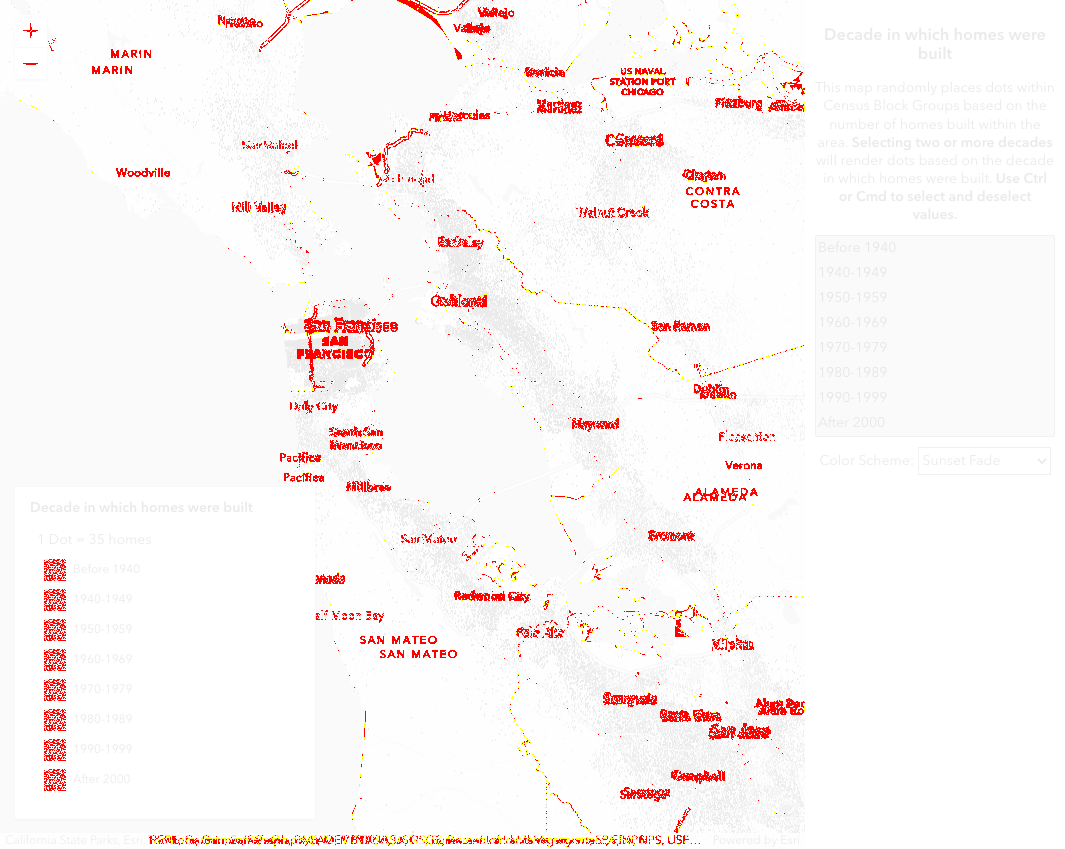 Vallejo
Novato
MARIN
MARIN
Benicia
US NAVAL
STATION PORT
CHICAGO
Martinez
Pittsburg
Hercules
Concord
San Rafael
Woodville
Clayton
CONTRA
COSTA
Mill Valley
Walnut Creek
Berkeley
Oakland
San Francisco
SAN
FRANCISCO
San Ramon
Dublin
Daly City
Hayward
South San
Francisco
Pleasanton
Pacifica
Pacifica
Verona
Millbrae
ALAMEDA
ALAMEDA
San Mateo
Fremont
Redwood City
Half Moon Bay
SAN MATEO
SAN MATEO
Palo Alto
Milpitas
Sunnyvale
Santa Clara
San Jose
Campbell
Saratoga
Decade in which homes were built
1 Dot = 35 homes
Before 1940
1940-1949
1950-1959
1960-1969
1970-1979
1980-1989
1990-1999
After 2000
California State Parks, Esri
NPS, USF...
Powered by Esri
Decade in which homes were
built
This map randomly places dots within
Census Block Groups based on the
number of homes built within the
area. Selecting two or more decades
will render dots based on the decade
in which homes were built. Use Ctrl
or Cmd to select and deselect
values.
Before 1940
1940-1949
1950-1959
1960-1969
1970-1979
1980-1989
1990-1999
After 2000
Color Scheme: Sunset Fade